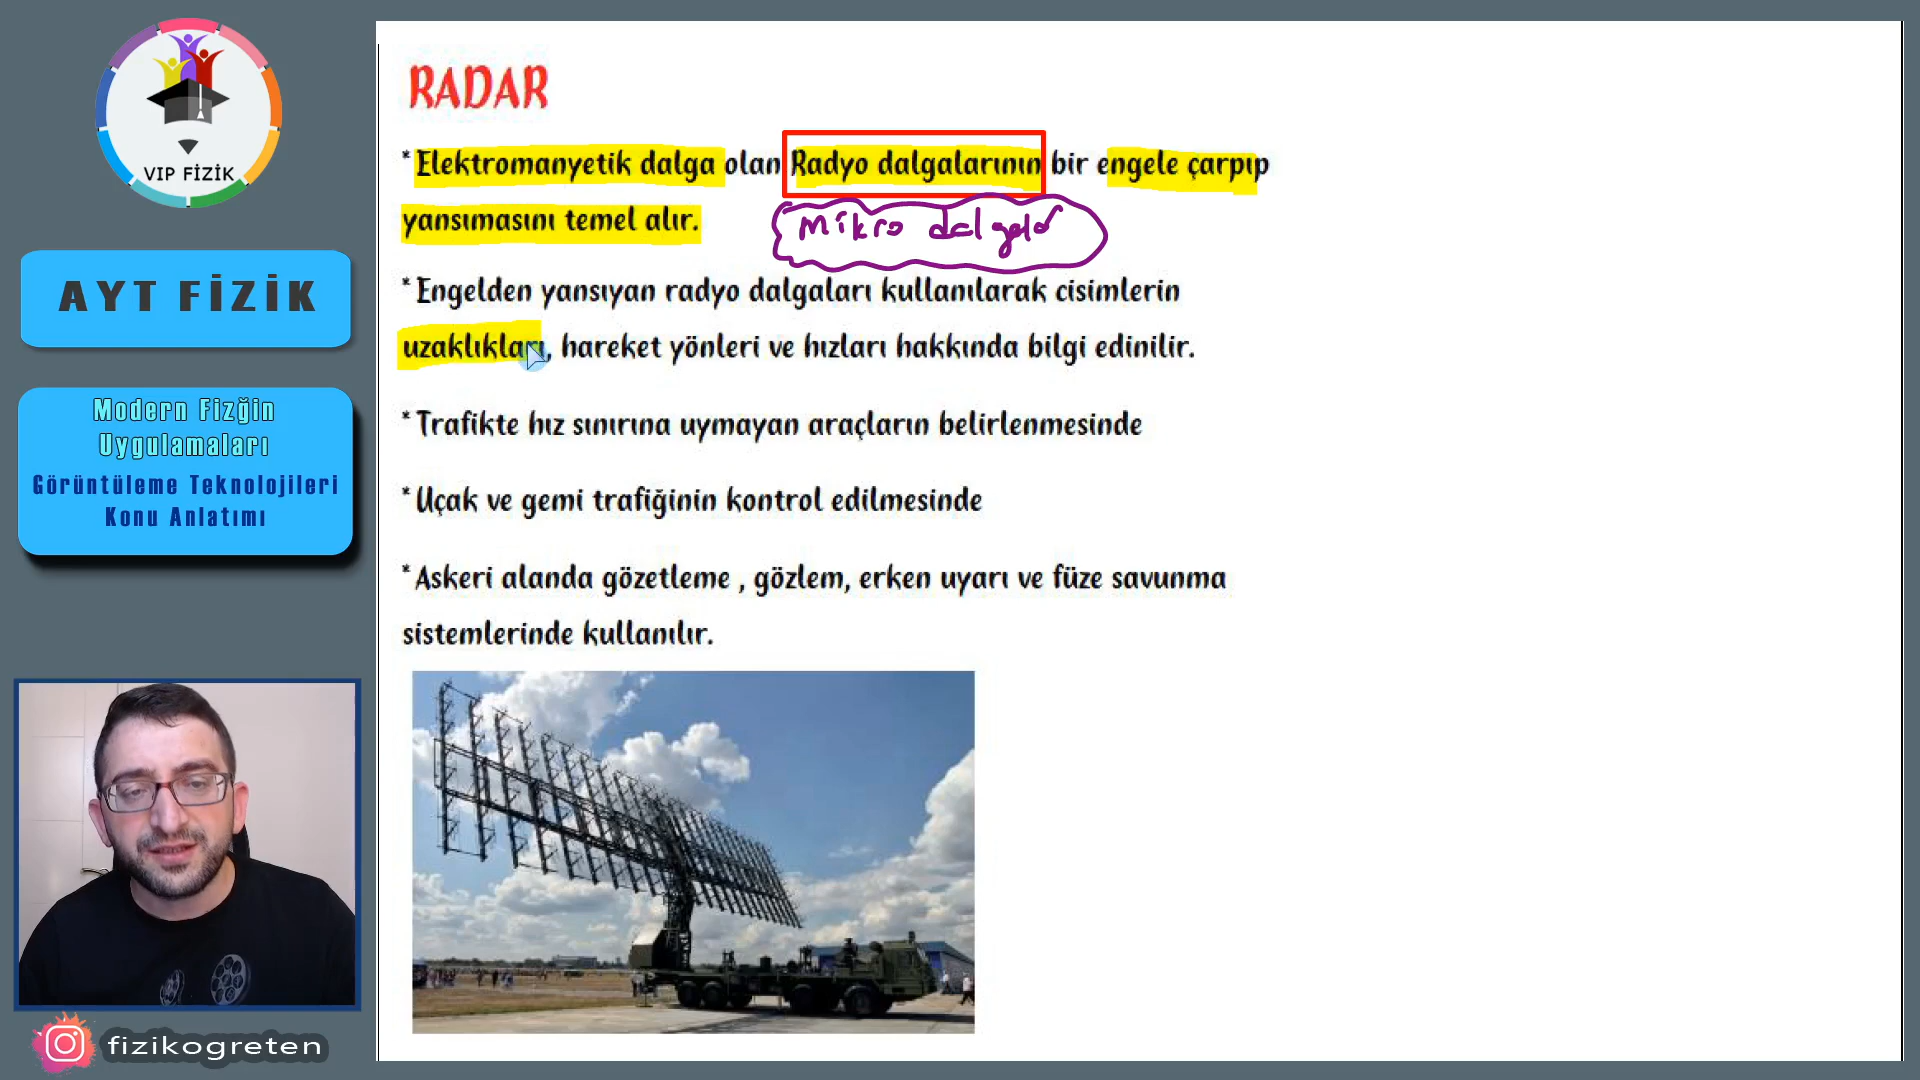 VIP FİZİK
AYT FİZİK
Modern Fizğin
Uygulamaları
Görüntüleme Teknolojileri
Konu Anlatımı
fizikogreten
RADAR
* Elektromanyetik dalga olan Radyo dalgalarının bir engele çarpıp
yansımasını temel alır.
Mikro dalgalar
* Engelden yansıyan radyo dalgaları kullanılarak cisimlerin
uzaklıkları, hareket yönleri ve hızları hakkında bilgi edinilir.
* Trafikte hız sınırına uymayan araçların belirlenmesinde
* Uçak ve gemi trafiğinin kontrol edilmesinde
* Askeri alanda gözetleme , gözlem, erken uyarı ve füze savunma
sistemlerinde kullanılır.